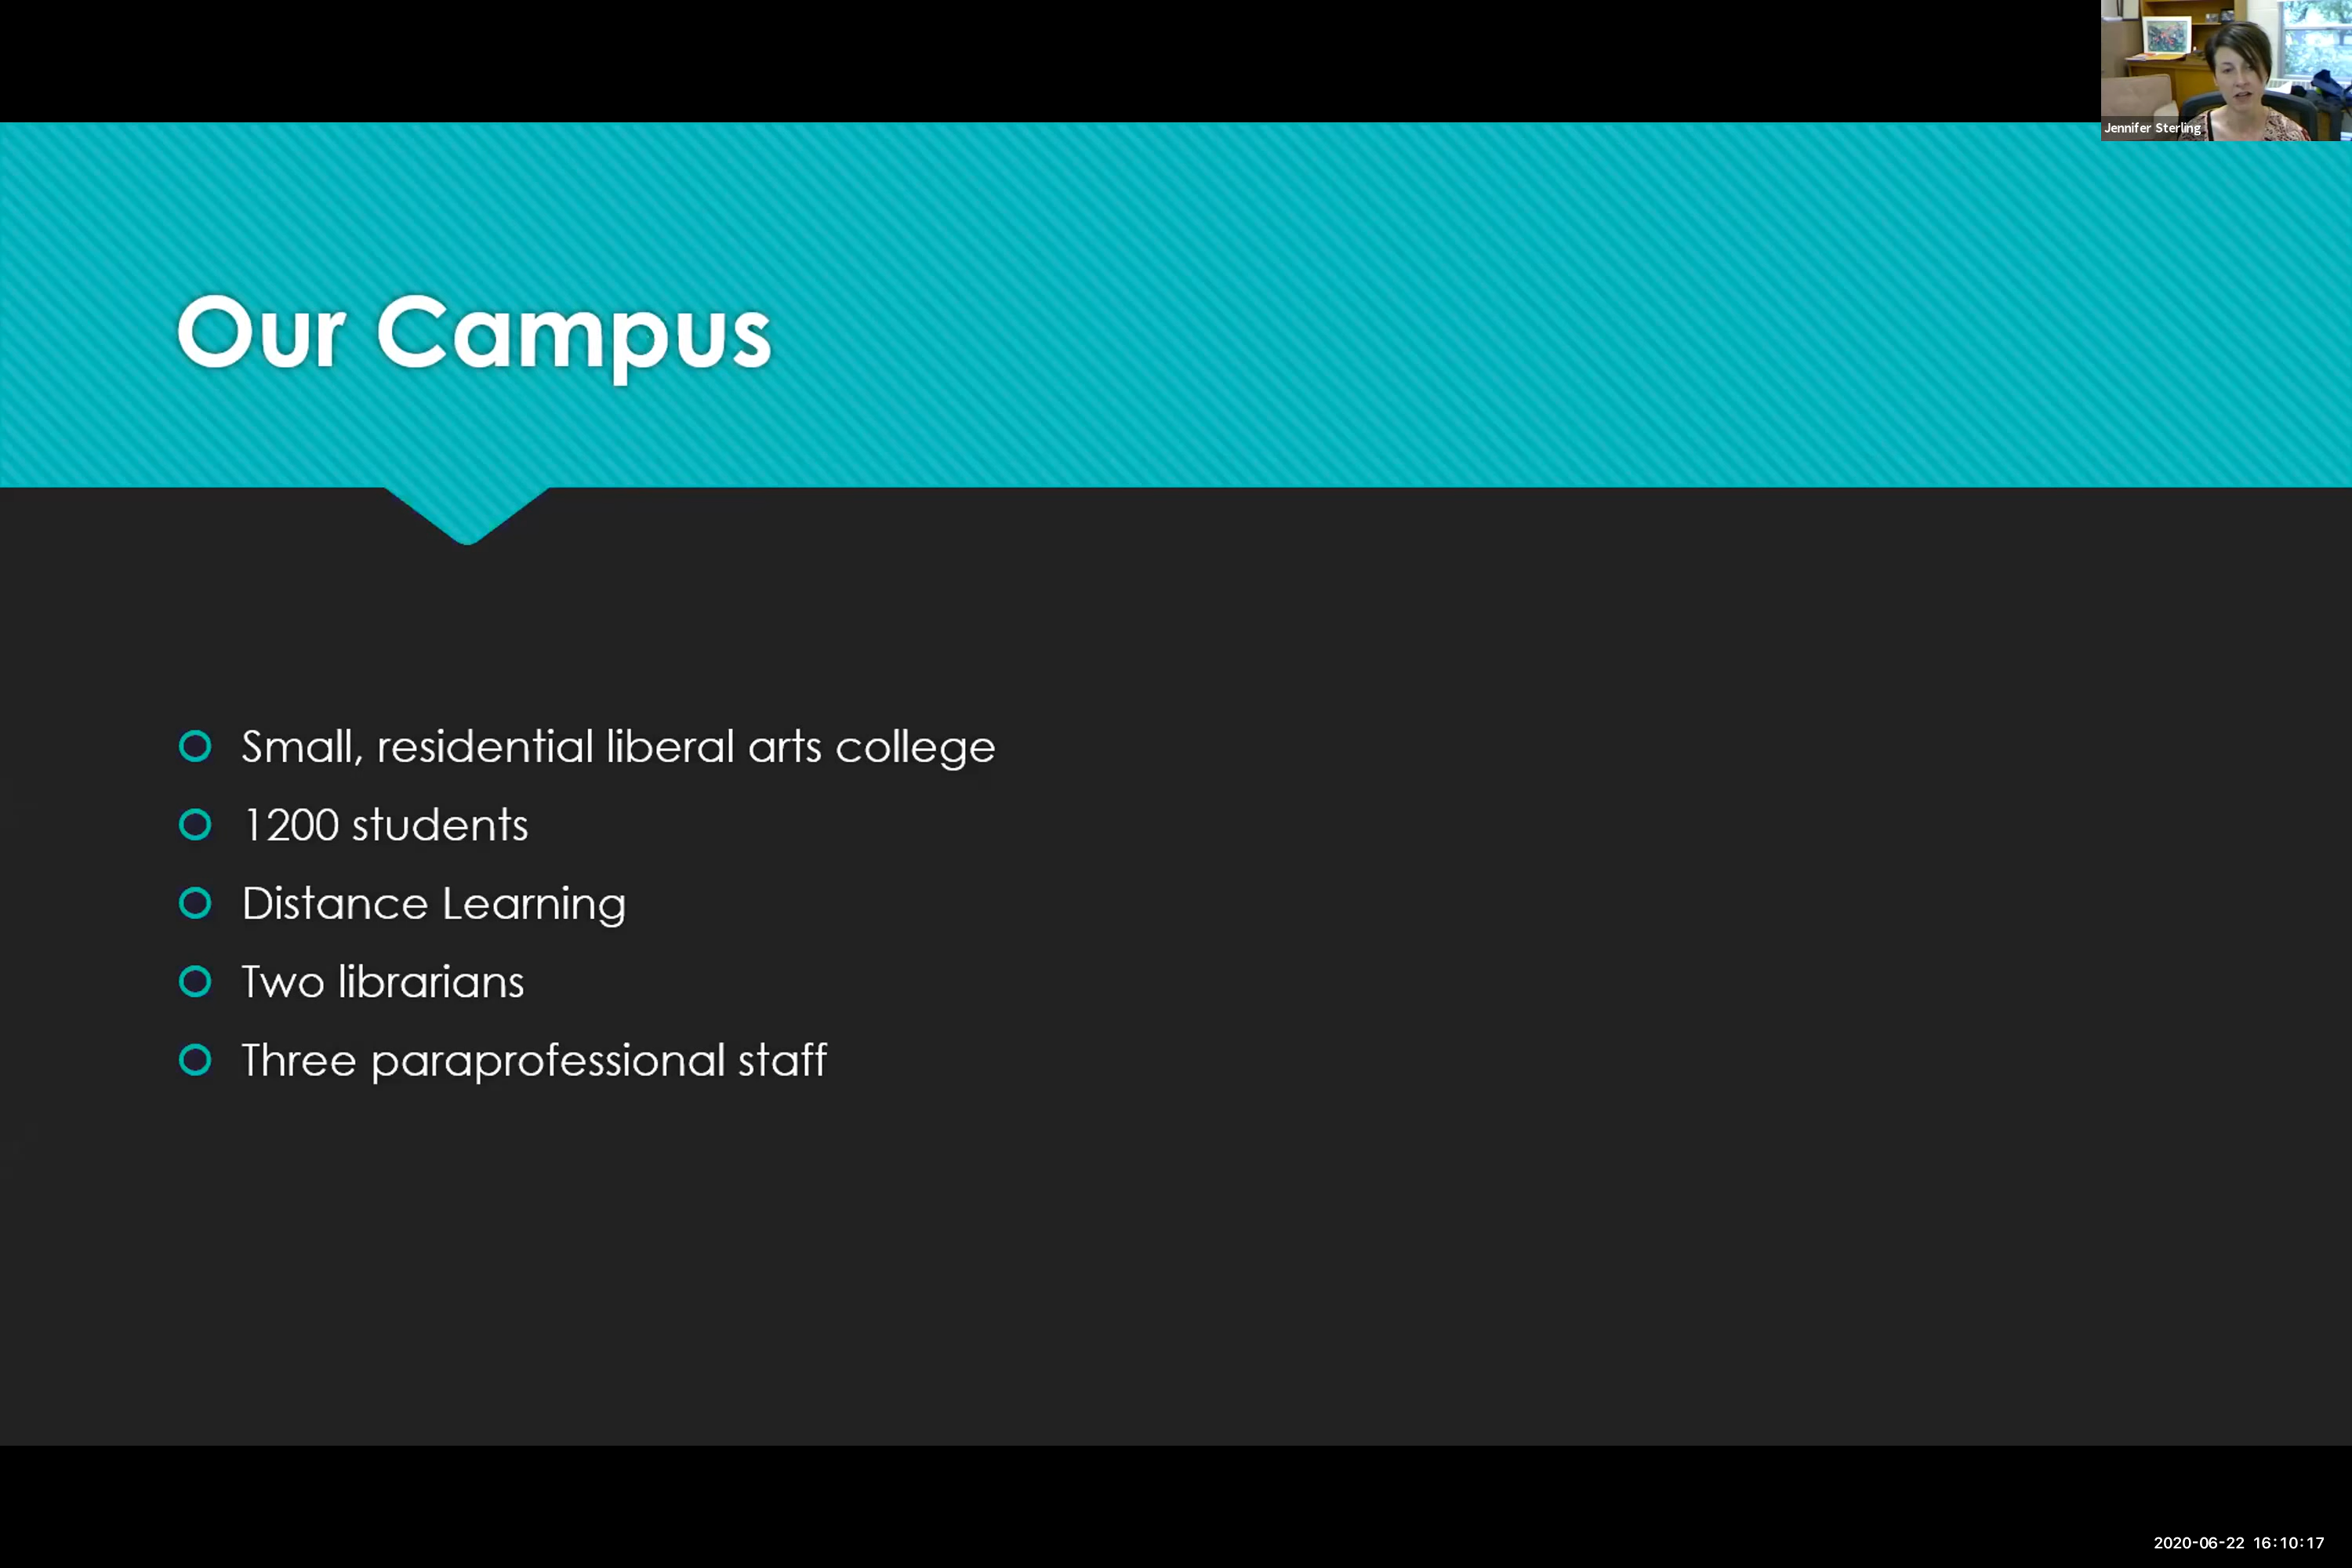 Jennifer Sterling
Our Campus
Small, residential liberal arts college
1200 students
Distance Learning
Two librarians
Three paraprofessional staff
2020-06-22 16:10:17